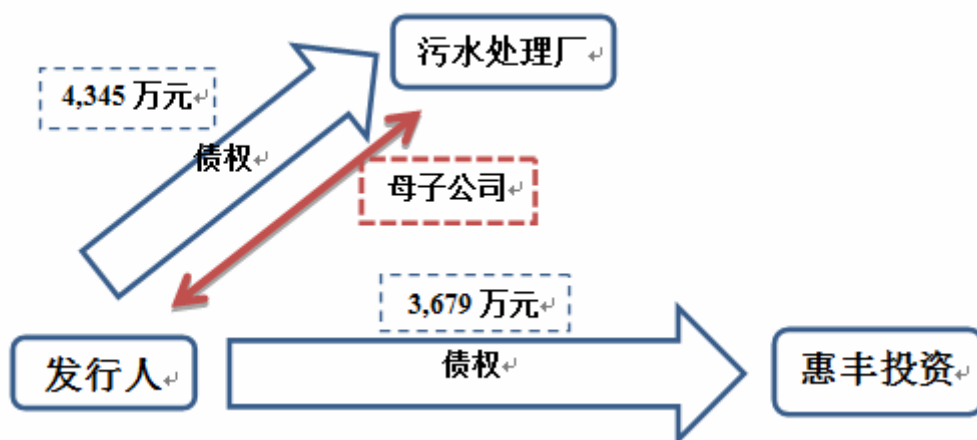 污水处理厂
4,345 万元
债权
母子公司
3,679 万元
债权
发行人
惠丰投资